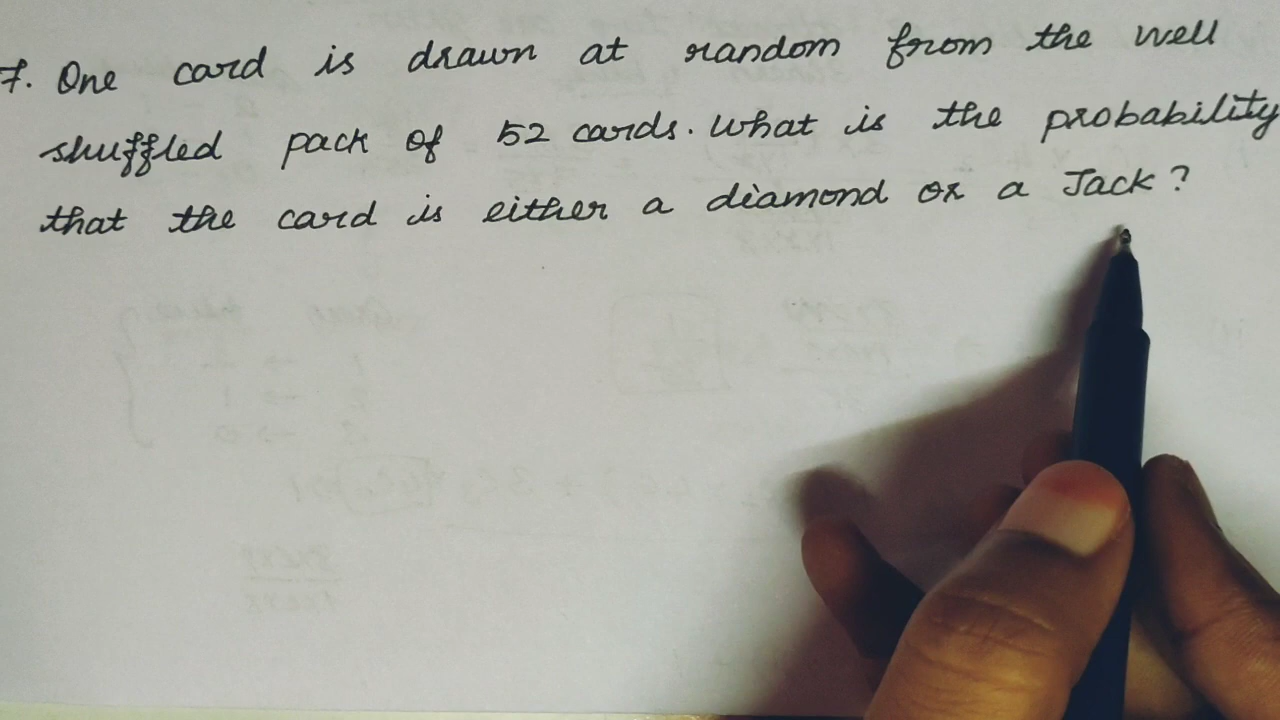 7. One card is drawn at random from the well
shuffled pack of 52 cards. What is the probability
that the card is either a diamond or a Jack?